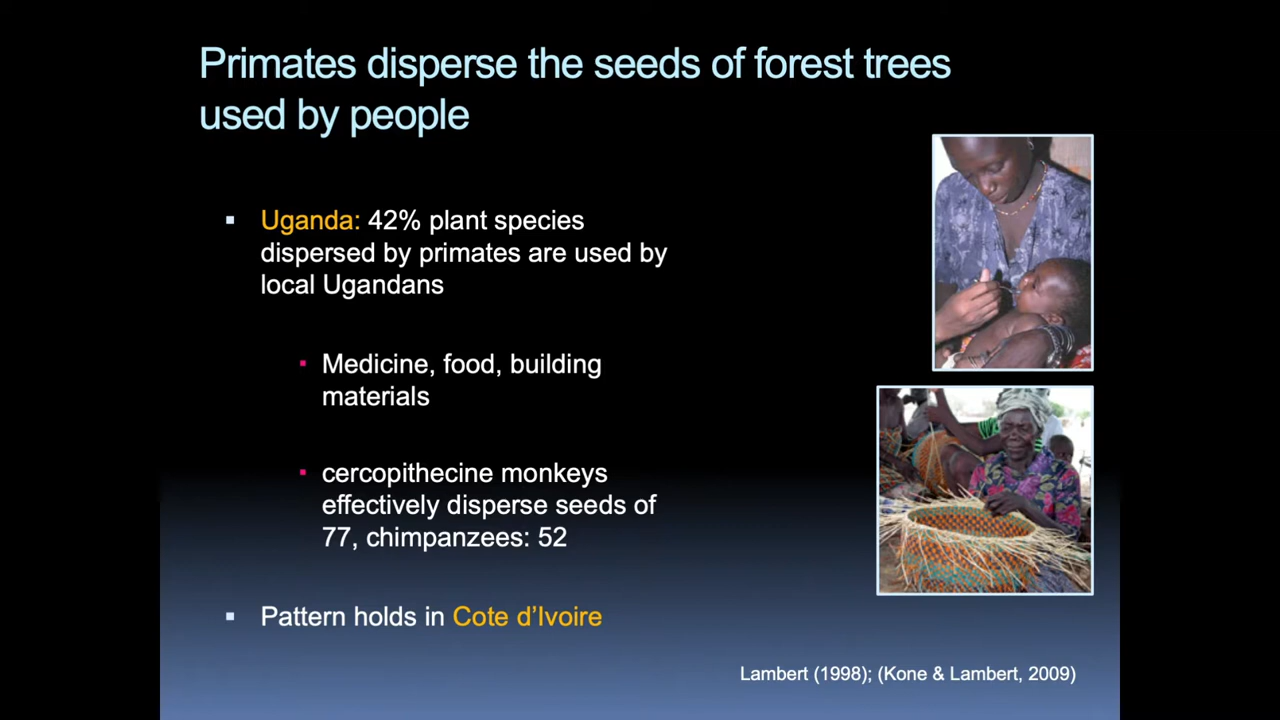 Primates disperse the seeds of forest trees
used by people
Uganda: 42% plant species
dispersed by primates are used by
local Ugandans
Medicine, food, building
materials
cercopithecine monkeys
effectively disperse seeds of
77, chimpanzees: 52
Pattern holds in Cote d’Ivoire
Lambert (1998); (Kone & Lambert, 2009)